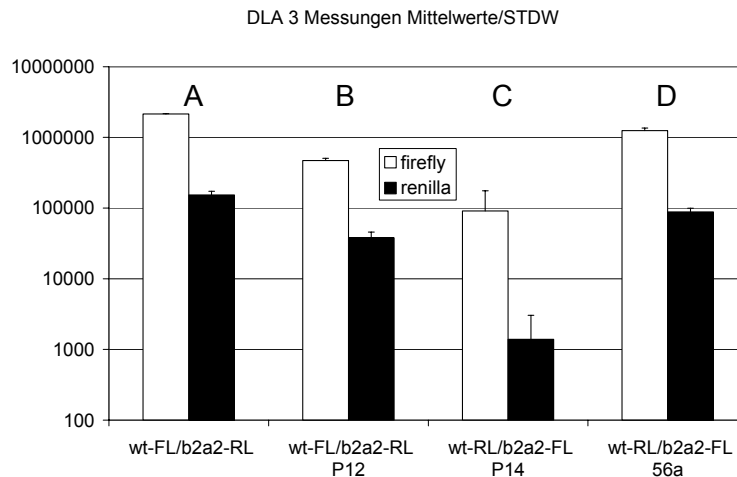 DLA 3 Messungen Mittelwerte/STDW
10000000
1000000
100000
10000
1000
100
A B C D
firefly
renilla
wt-FL/b2a2-RL wt-FL/b2a2-RL wt-RL/b2a2-FL wt-RL/b2a2-FL
P12 P14 56a